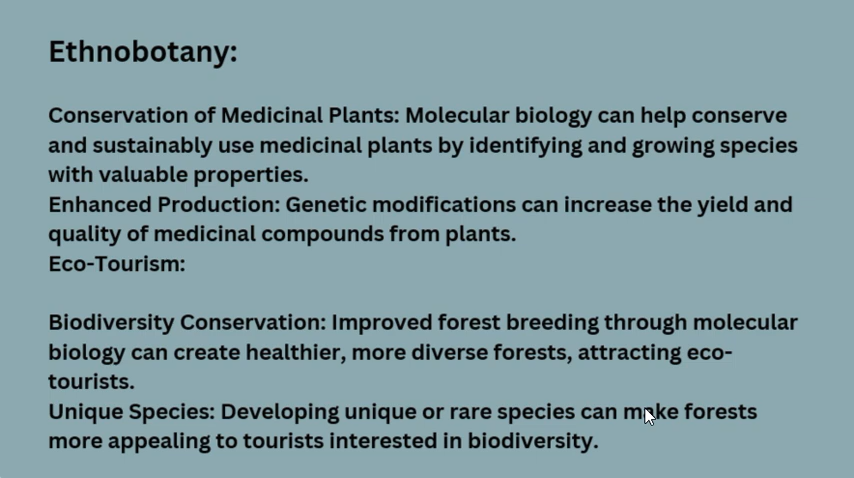 Ethnobotany:
Conservation of Medicinal Plants: Molecular biology can help conserve
and sustainably use medicinal plants by identifying and growing species
with valuable properties.
Enhanced Production: Genetic modifications can increase the yield and
quality of medicinal compounds from plants.
Eco-Tourism:
Biodiversity Conservation: Improved forest breeding through molecular
biology can create healthier, more diverse forests, attracting eco-
tourists.
Unique Species: Developing unique or rare species can make forests
more appealing to tourists interested in biodiversity.